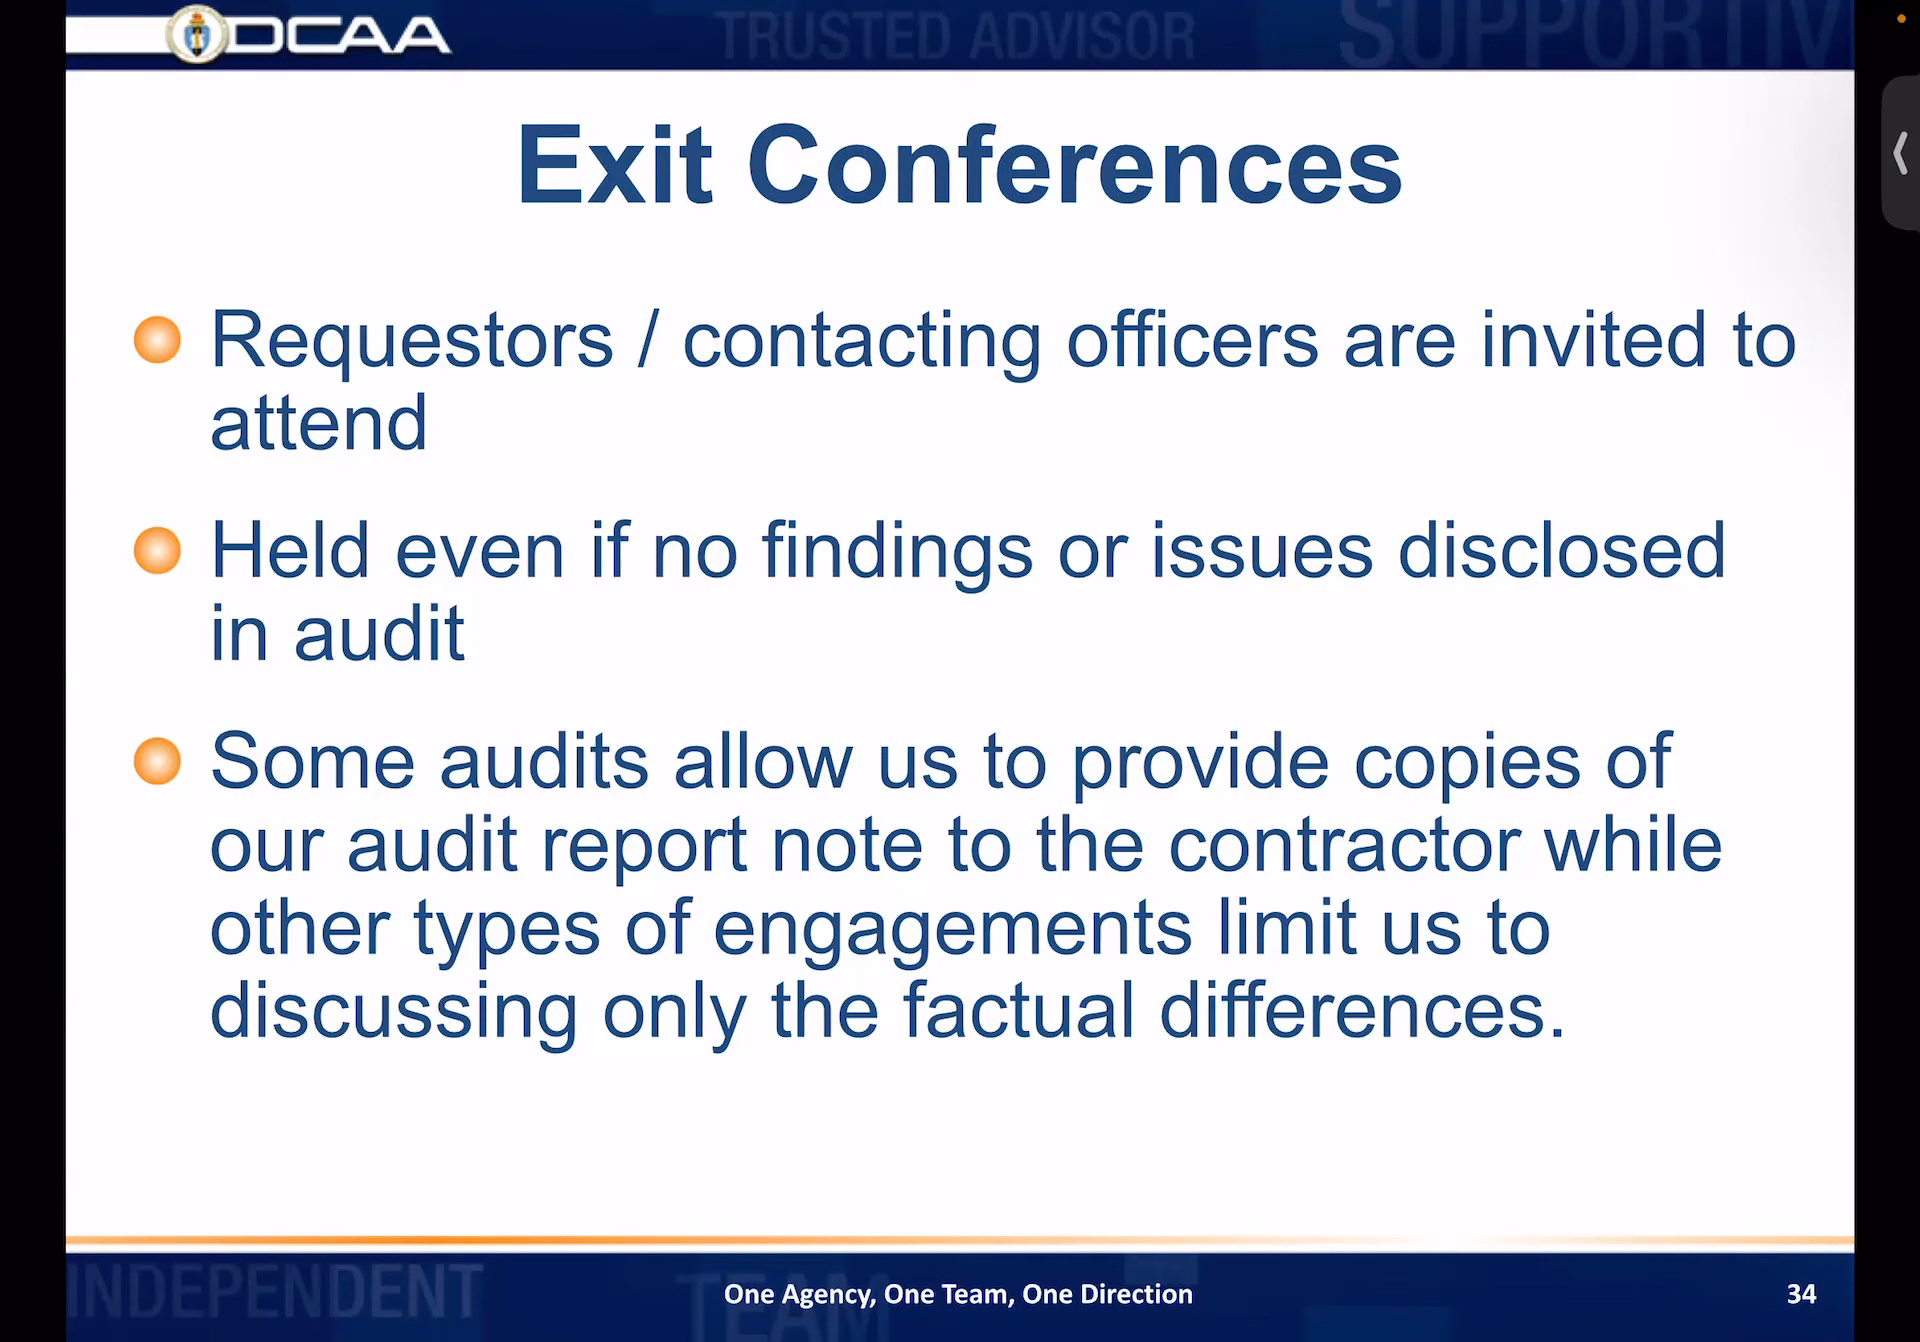 DCAA
TRUSTED ADVISOR
SUPPORTIV
Exit Conferences
Requestors / contacting officers are invited to
attend
Held even if no findings or issues disclosed
in audit
Some audits allow us to provide copies of
our audit report note to the contractor while
other types of engagements limit us to
discussing only the factual differences.
INDEPENDENT
TEAM
One Agency, One Team, One Direction
34